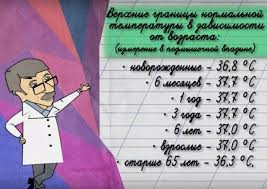 Верхние границы нормальной
температуры в зависимости
от возраста:
(измерение в подмышечной впадине)
• новорожденные - 36,8 °С
• 6 месяцев - 37,7 °С
• 1 год - 37,7 °С
• 3 года - 37,7 °С
• 6 лет - 37,0 °С
• взрослые - 37,0 °С
• старше 65 лет - 36,3 °С.